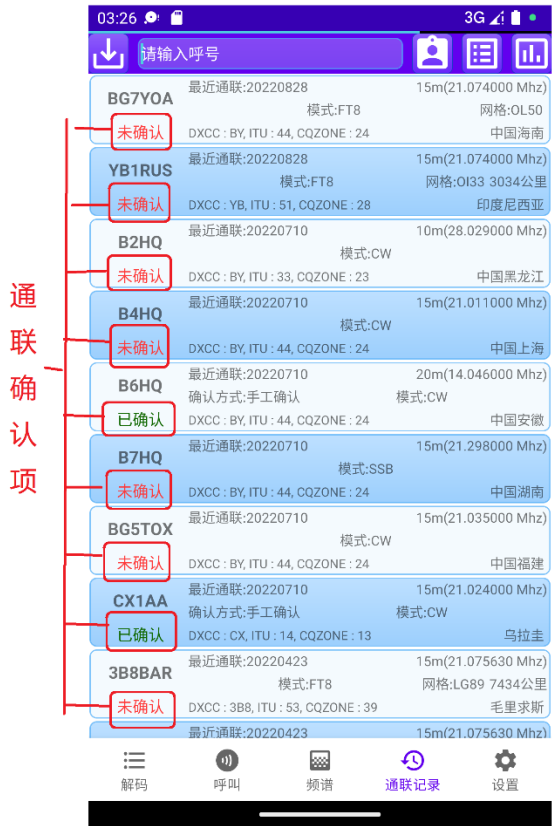 03:26
3G
请输入呼号
BG7YOA
未确认
最近通联:20220828
15m(21.074000 Mhz)
模式:FT8
网格:OL50
DXCC : BY, ITU : 44, CQZONE : 24
中国海南
YB1RUS
未确认
最近通联:20220828
15m(21.074000 Mhz)
模式:FT8
网格:OI33 3034公里
DXCC : YB, ITU : 51, CQZONE : 28
印度尼西亚
B2HQ
未确认
最近通联:20220710
10m(28.029000 Mhz)
模式:CW
DXCC : BY, ITU : 33, CQZONE : 23
中国黑龙江
B4HQ
未确认
最近通联:20220710
15m(21.011000 Mhz)
模式:CW
DXCC : BY, ITU : 44, CQZONE : 24
中国上海
B6HQ
已确认
最近通联:20220710
20m(14.046000 Mhz)
确认方式:手工确认
模式:CW
DXCC : BY, ITU : 44, CQZONE : 24
中国安徽
B7HQ
未确认
最近通联:20220710
15m(21.298000 Mhz)
模式:SSB
DXCC : BY, ITU : 44, CQZONE : 24
中国湖南
BG5TOX
未确认
最近通联:20220710
15m(21.035000 Mhz)
模式:CW
DXCC : BY, ITU : 44, CQZONE : 24
中国福建
CX1AA
已确认
最近通联:20220710
15m(21.024000 Mhz)
确认方式:手工确认
模式:CW
DXCC : CX, ITU : 14, CQZONE : 13
乌拉圭
3B8BAR
未确认
最近通联:20220423
15m(21.075630 Mhz)
模式:FT8
网格:LG89 7434公里
DXCC : 3B8, ITU : 53, CQZONE : 39
毛里求斯
最近通联:20220423
15m(21.075630 Mhz)
解码
呼叫
频谱
通联记录
设置
通联确认项